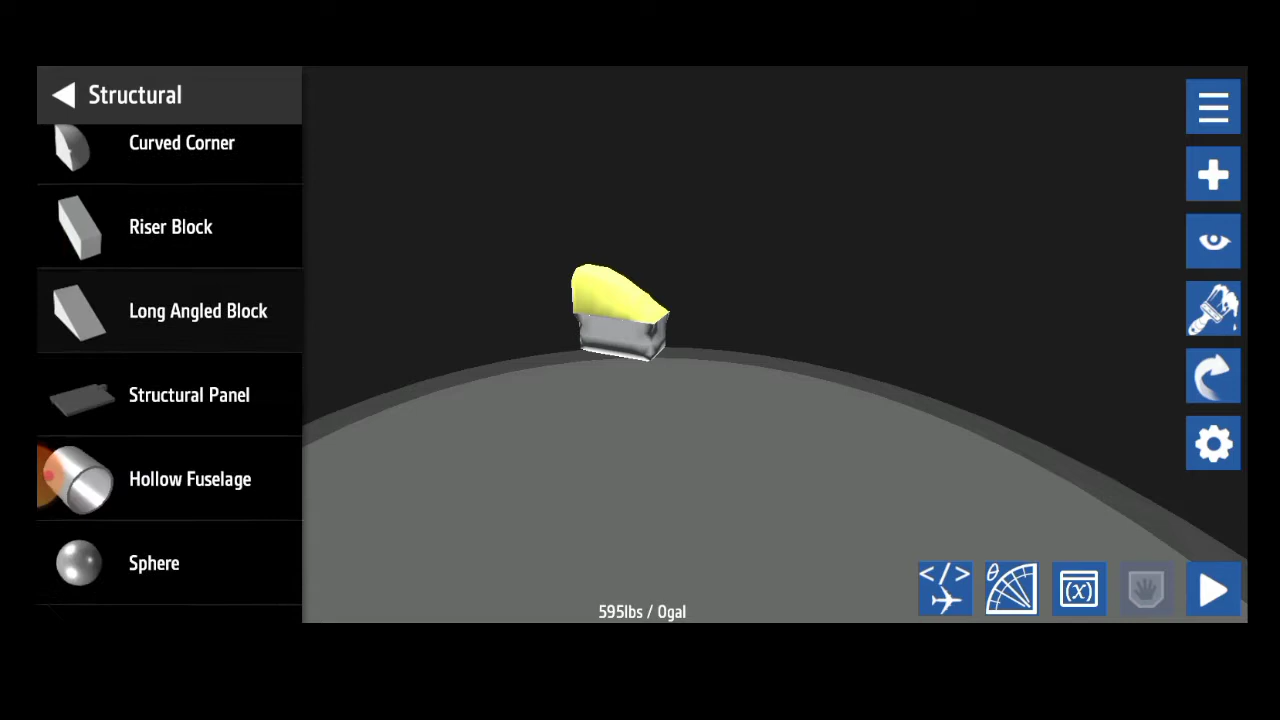 Structural
Curved Corner
Riser Block
Long Angled Block
Structural Panel
Hollow Fuselage
Sphere
</>
θ
(x)
595lbs / 0gal